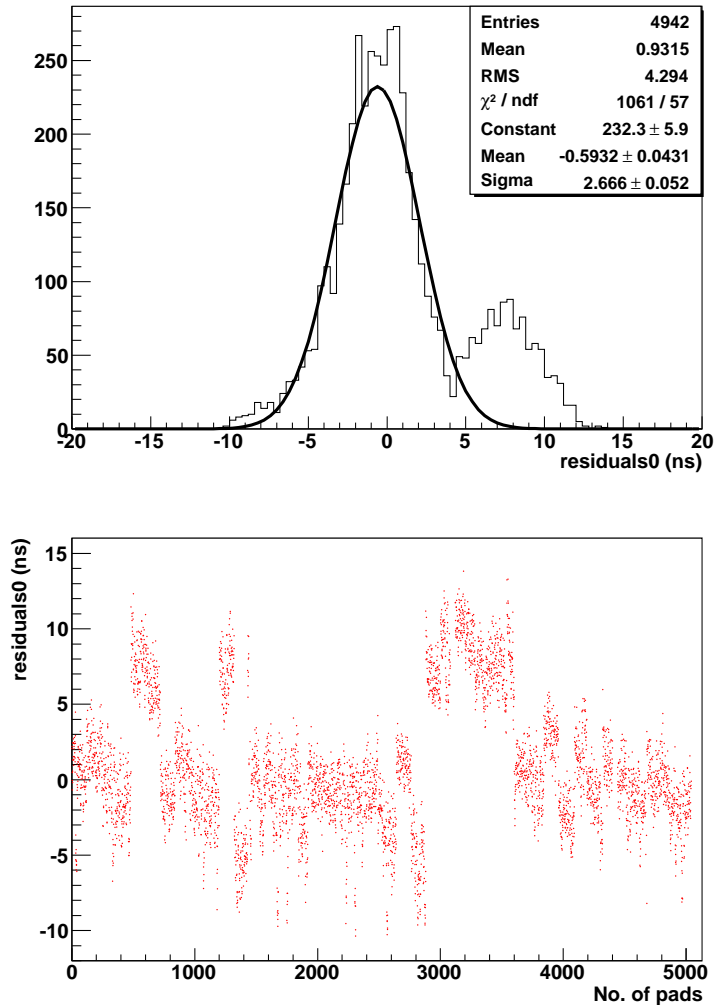 Entries 4942
Mean 0.9315
RMS 4.294
χ² / ndf 1061 / 57
Constant 232.3 ± 5.9
Mean -0.5932 ± 0.0431
Sigma 2.666 ± 0.052
250
200
150
100
50
0
-20 -15 -10 -5 0 5 10 15 20
residuals0 (ns)
residuals0 (ns)
15
10
5
0
-5
-10
0 1000 2000 3000 4000 5000
No. of pads